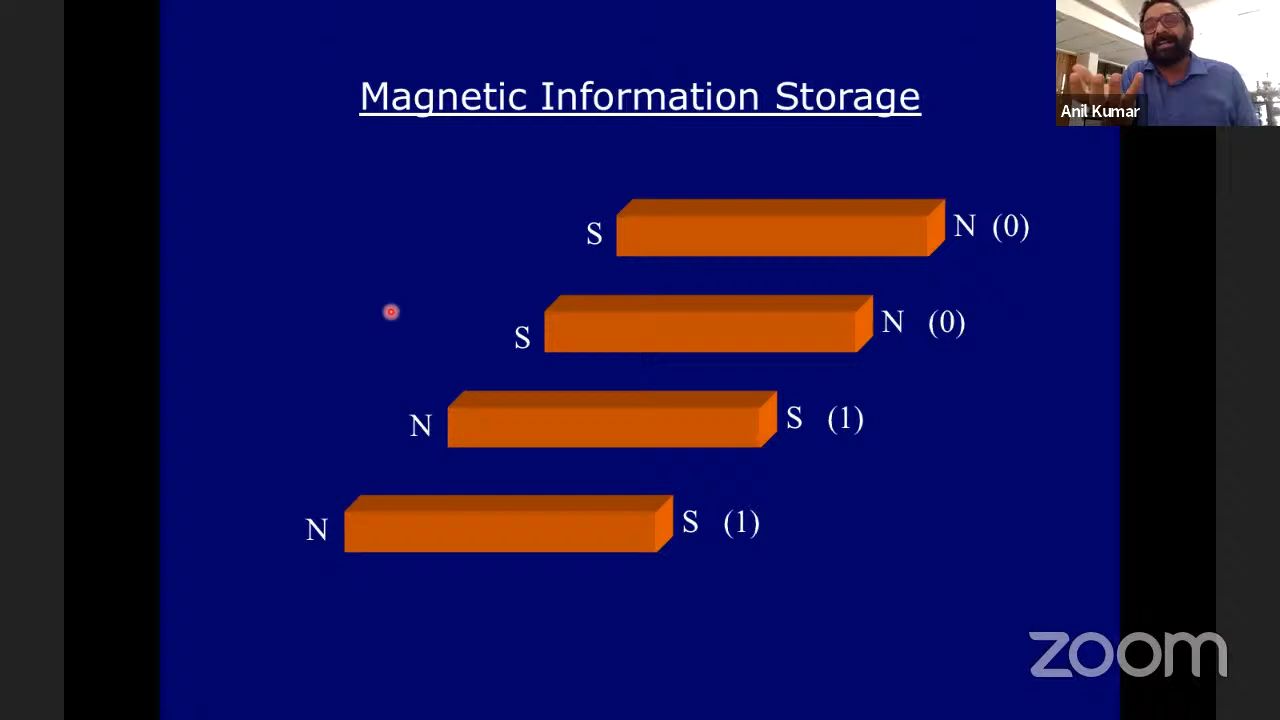 Magnetic Information Storage
Anil Kumar
S N (0)
S N (0)
N S (1)
N S (1)
zoom